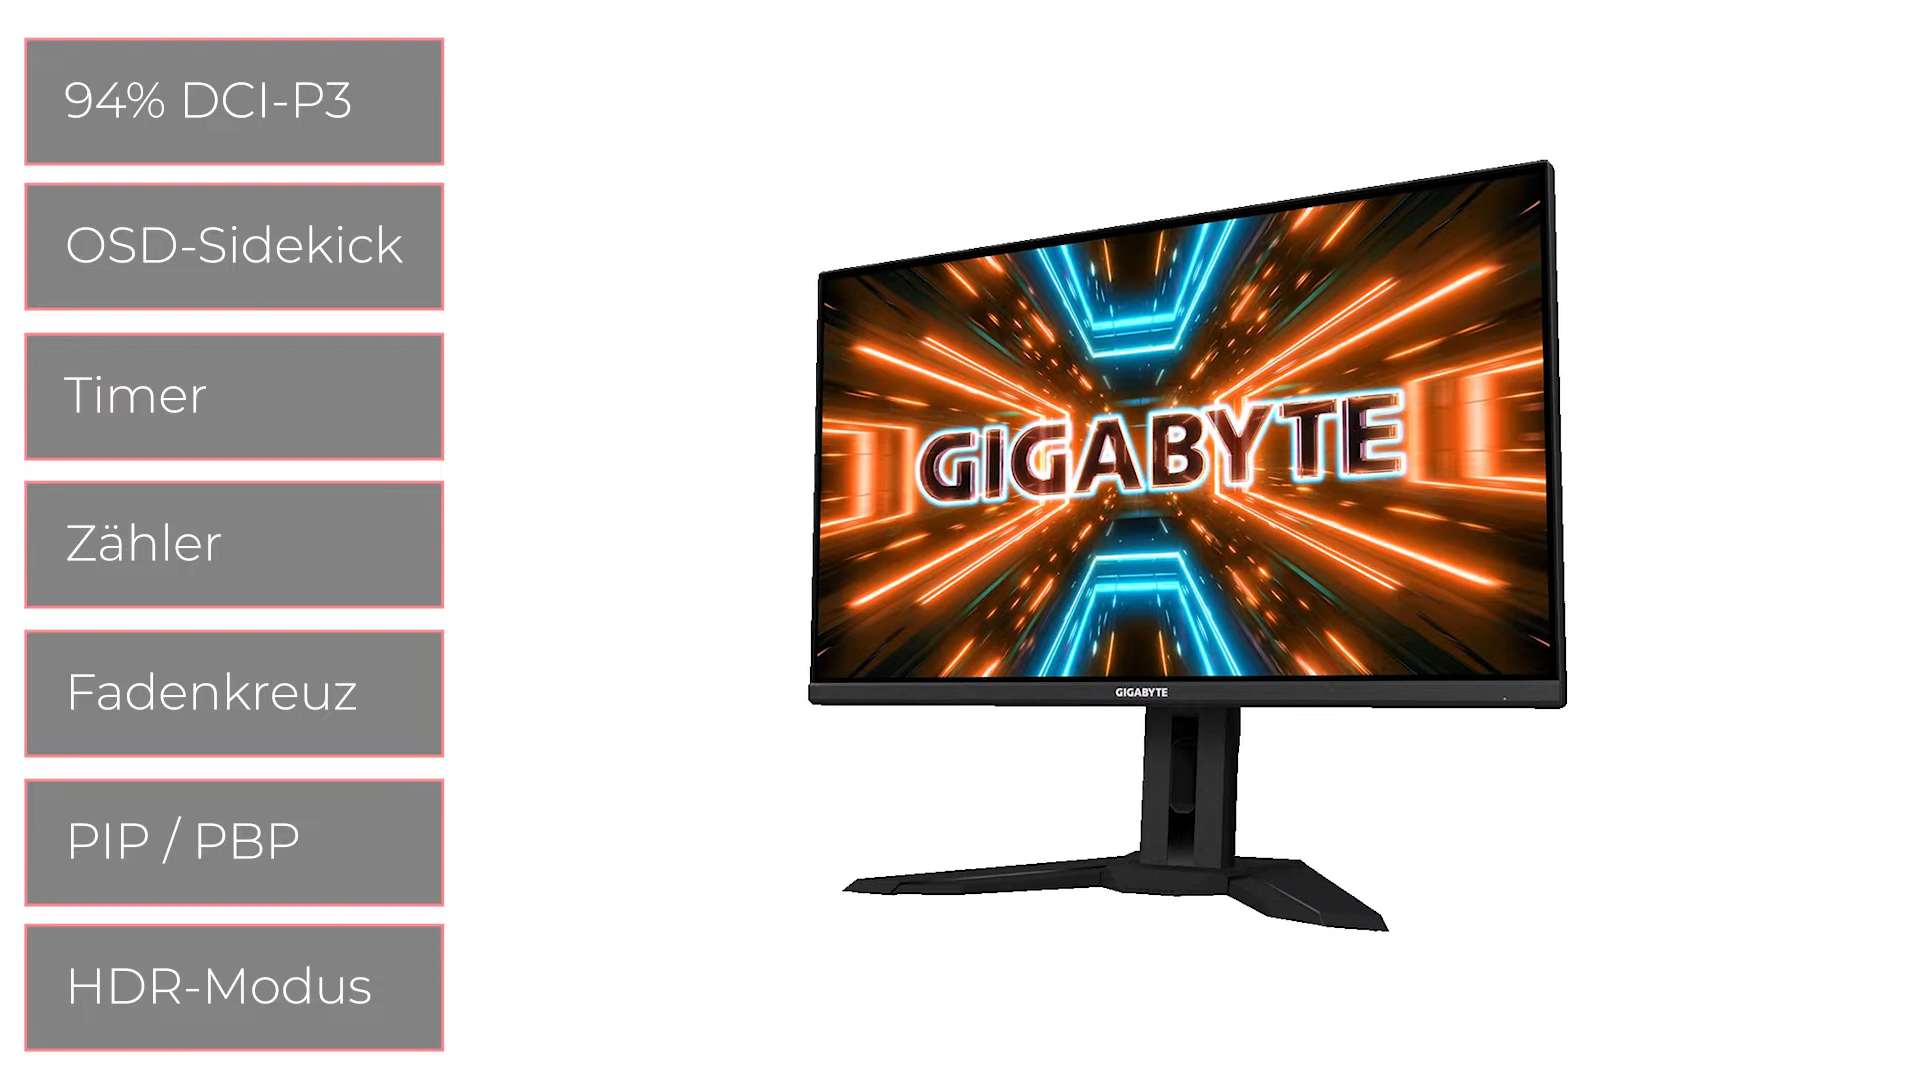 94% DCI-P3
OSD-Sidekick
Timer
Zähler
Fadenkreuz
PIP / PBP
HDR-Modus
GIGABYTE
GIGABYTE